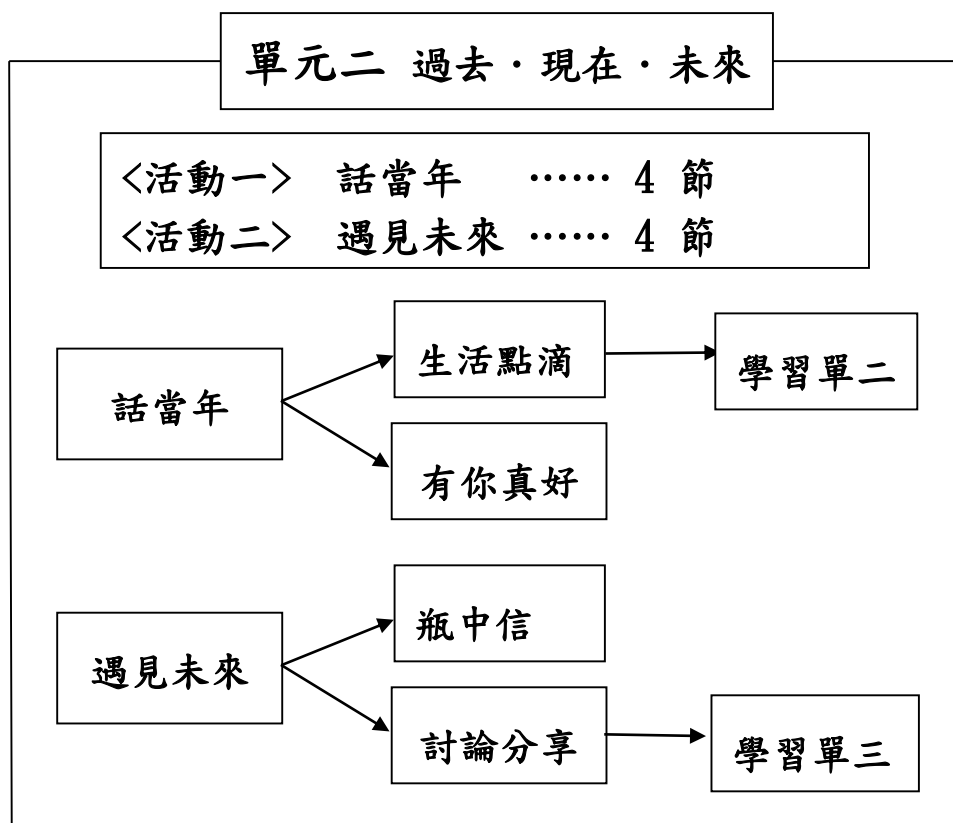 單元二 過去．現在．未來
<活動一> 話當年 …… 4 節
<活動二> 遇見未來 …… 4 節
生活點滴
學習單二
話當年
有你真好
瓶中信
遇見未來
討論分享
學習單三